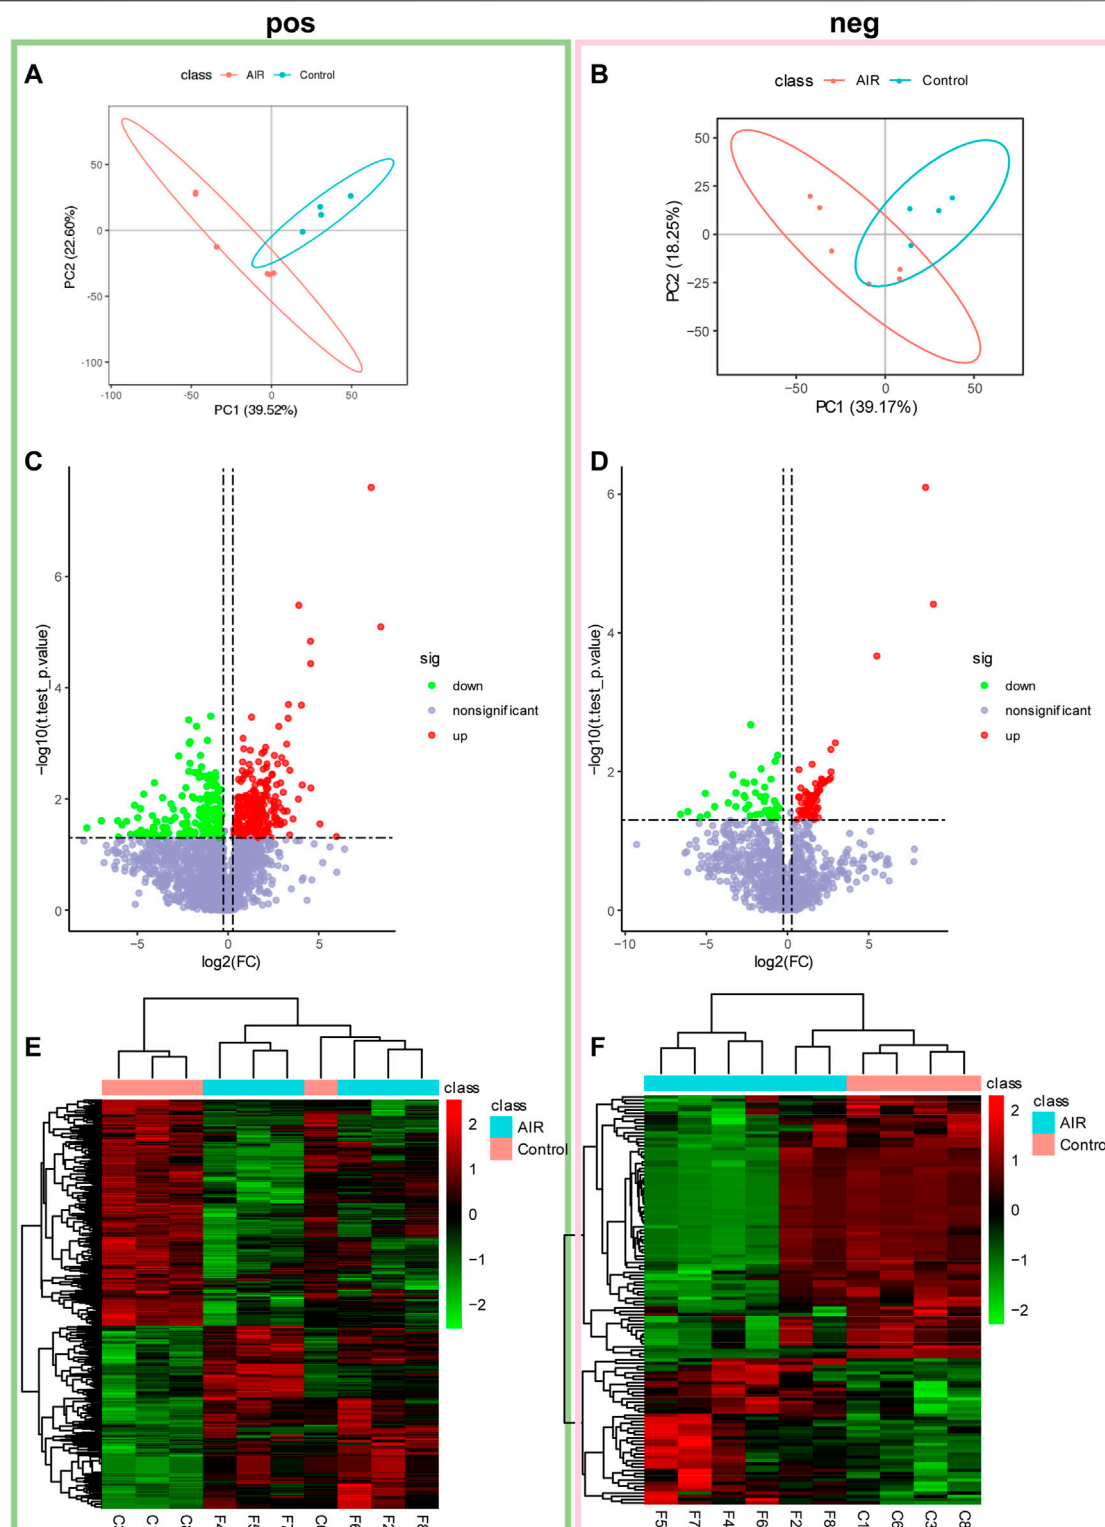 pos
neg
A
class AIR Control
50
0
-50
-100
-100 -50 0 50
PC2 (22.60%)
PC1 (39.52%)
B
class AIR Control
50
25
0
−25
−50
−50 0 50
PC2 (18.25%)
PC1 (39.17%)
C
6
4
2
0
−5 0 5
−log10(t.test_p.value)
log2(FC)
sig
down
nonsignificant
up
D
6
4
2
0
−10 −5 0 5
−log10(t.test_p.value)
log2(FC)
sig
down
nonsignificant
up
E
class
2
1
0
−1
−2
class
AIR
Control
F6
F
class
2
1
0
−1
−2
class
AIR
Contro
F5 F7 F4 F6 F2 F8 C1 C6 C3 C8